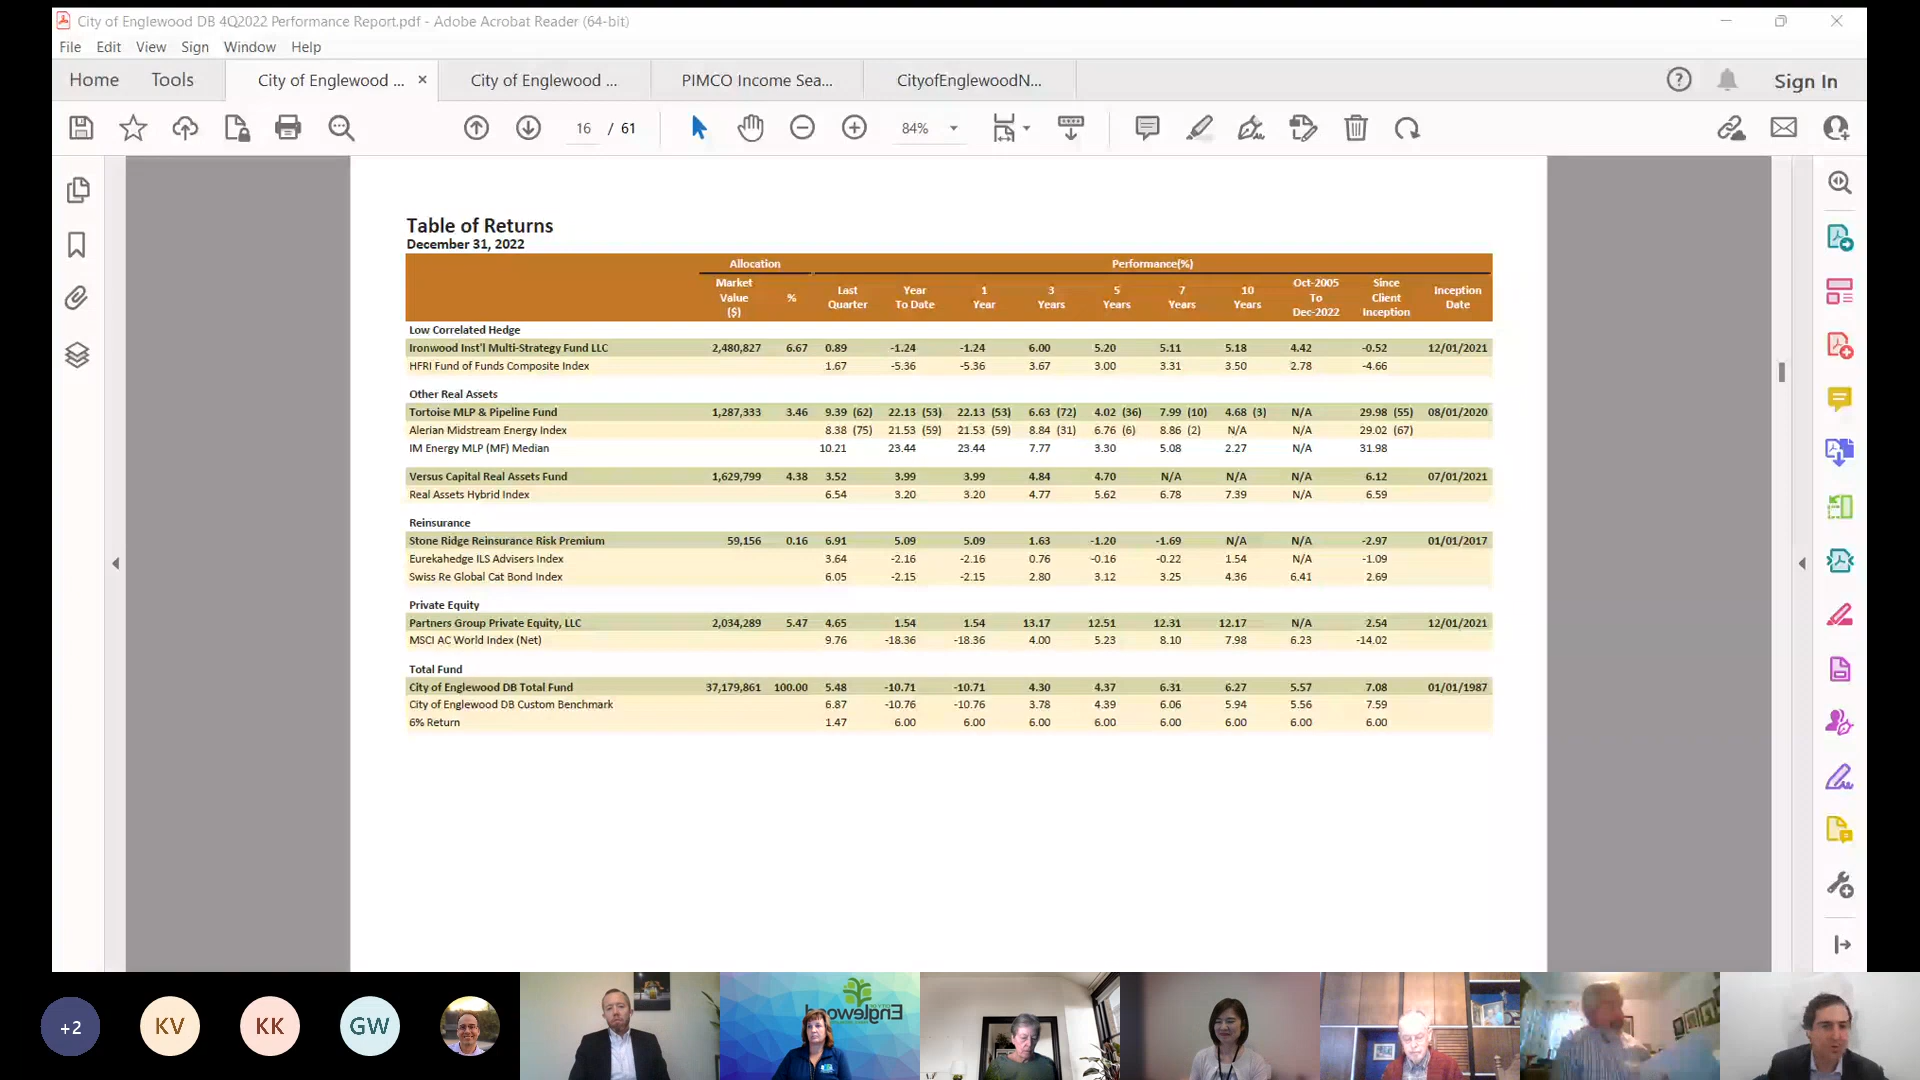 City of Englewood DB 4Q2022 Performance Report.pdf - Adobe Acrobat Reader (64-bit)
File Edit View Sign Window Help
Home Tools City of Englewood ... × City of Englewood ... PIMCO Income Sea... CityofEnglewoodN... Sign In
16 / 61 84%
Table of Returns
December 31, 2022
Allocation Performance(%)
Market Value ($) % Last Quarter Year To Date 1 Year 3 Years 5 Years 7 Years 10 Years Oct-2005 To Dec-2022 Since Client Inception Inception Date
Low Correlated Hedge
Ironwood Inst'l Multi-Strategy Fund LLC 2,480,827 6.67 0.89 -1.24 -1.24 6.00 5.20 5.11 5.18 4.42 -0.52 12/01/2021
HFRI Fund of Funds Composite Index 1.67 -5.36 -5.36 3.67 3.00 3.31 3.50 2.78 -4.66
Other Real Assets
Tortoise MLP & Pipeline Fund 1,287,333 3.46 9.39 (62) 22.13 (53) 22.13 (53) 6.63 (72) 4.02 (36) 7.99 (10) 4.68 (3) N/A 29.98 (55) 08/01/2020
Alerian Midstream Energy Index 8.38 (75) 21.53 (59) 21.53 (59) 8.84 (31) 6.76 (6) 8.86 (2) N/A N/A 29.02 (67)
IM Energy MLP (MF) Median 10.21 23.44 23.44 7.77 3.30 5.08 2.27 N/A 31.98
Versus Capital Real Assets Fund 1,629,799 4.38 3.52 3.99 3.99 4.84 4.70 N/A N/A N/A 6.12 07/01/2021
Real Assets Hybrid Index 6.54 3.20 3.20 4.77 5.62 6.78 7.39 N/A 6.59
Reinsurance
Stone Ridge Reinsurance Risk Premium 59,156 0.16 6.91 5.09 5.09 1.63 -1.20 -1.69 N/A N/A -2.97 01/01/2017
Eurekahedge ILS Advisers Index 3.64 -2.16 -2.16 0.76 -0.16 -0.22 1.54 N/A -1.09
Swiss Re Global Cat Bond Index 6.05 -2.15 -2.15 2.80 3.12 3.25 4.36 6.41 2.69
Private Equity
Partners Group Private Equity, LLC 2,034,289 5.47 4.65 1.54 1.54 13.17 12.51 12.31 12.17 N/A 2.54 12/01/2021
MSCI AC World Index (Net) 9.76 -18.36 -18.36 4.00 5.23 8.10 7.98 6.23 -14.02
Total Fund
City of Englewood DB Total Fund 37,179,861 100.00 5.48 -10.71 -10.71 4.30 4.37 6.31 6.27 5.57 7.08 01/01/1987
City of Englewood DB Custom Benchmark 6.87 -10.76 -10.76 3.78 4.39 6.06 5.94 5.56 7.59
6% Return 1.47 6.00 6.00 6.00 6.00 6.00 6.00 6.00 6.00
+2 KV KK GW
Englewood